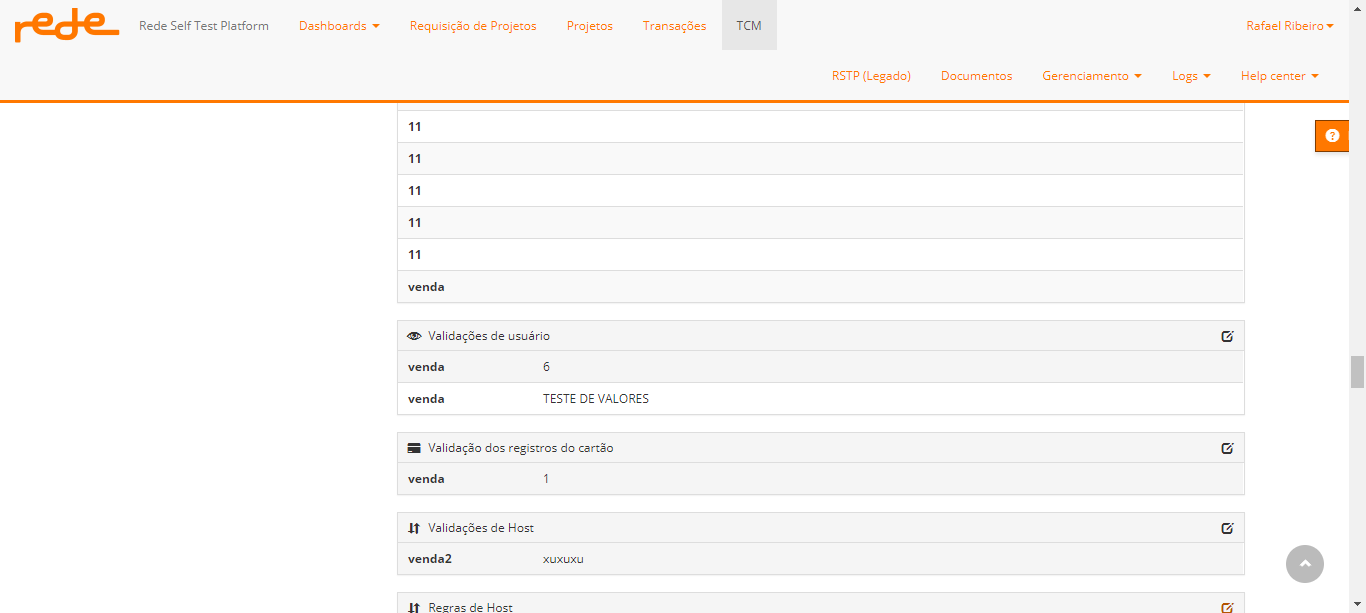 rede Rede Self Test Platform Dashboards Requisição de Projetos Projetos Transações TCM Rafael Ribeiro
RSTP (Legado) Documentos Gerenciamento Logs Help center
11
11
11
11
11
venda
Validações de usuário
venda 6
venda TESTE DE VALORES
Validação dos registros do cartão
venda 1
Validações de Host
venda2 xuxuxu
Regras de Host